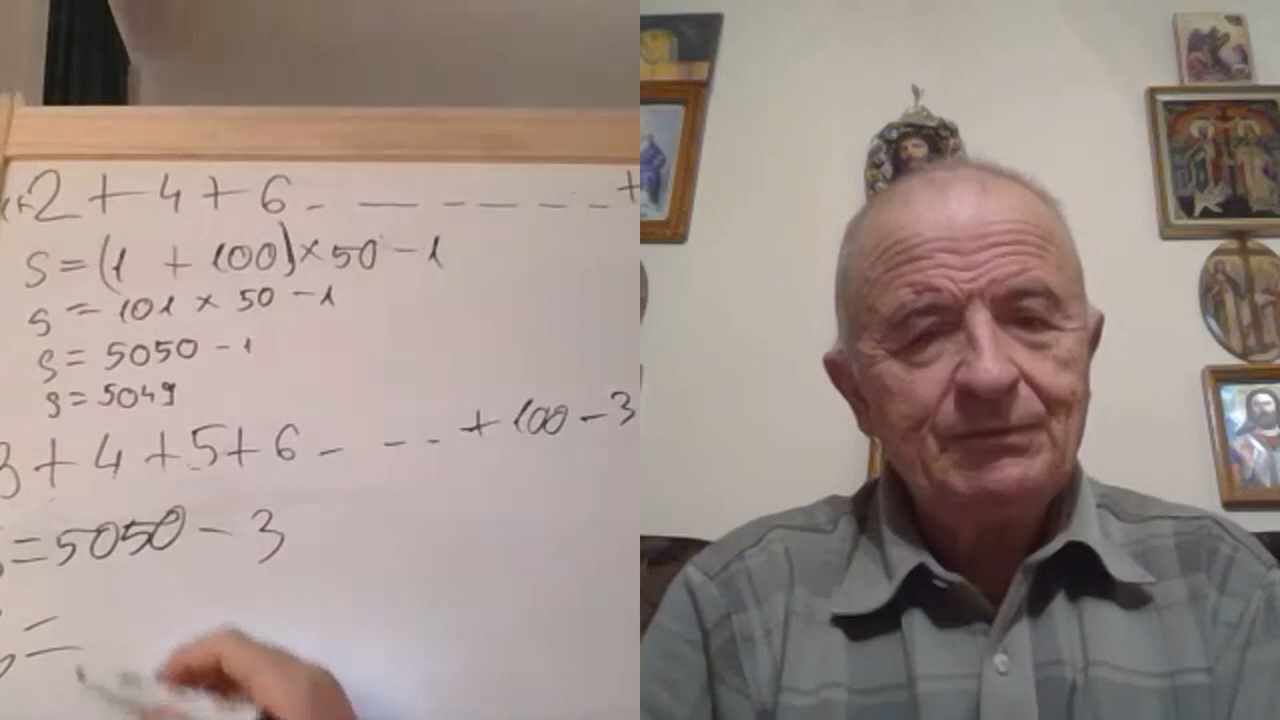 2 + 4 + 6 - — - - - - - +
S = (1 + 100) × 50 - 1
S = 101 × 50 - 1
S = 5050 - 1
S = 5049
3 + 4 + 5 + 6 - - - - + 100 - 3
= 5050 - 3
=